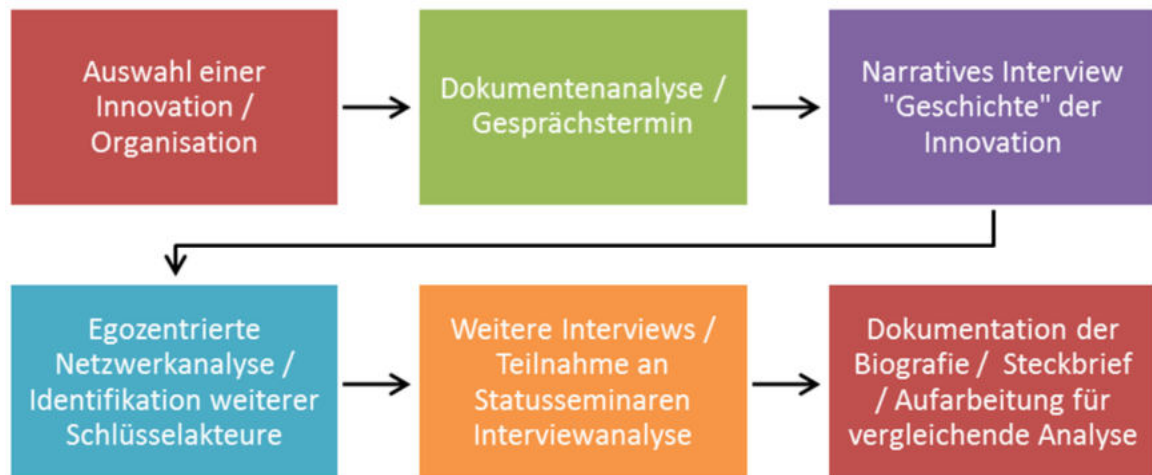 Auswahl einer
Innovation /
Organisation
Dokumentenanalyse /
Gesprächstermin
Narratives Interview
"Geschichte" der
Innovation
Egozentrierte
Netzwerkanalyse /
Identifikation weiterer
Schlüsselakteure
Weitere Interviews /
Teilnahme an
Statusseminaren
Interviewanalyse
Dokumentation der
Biografie / Steckbrief
/ Aufarbeitung für
vergleichende Analyse